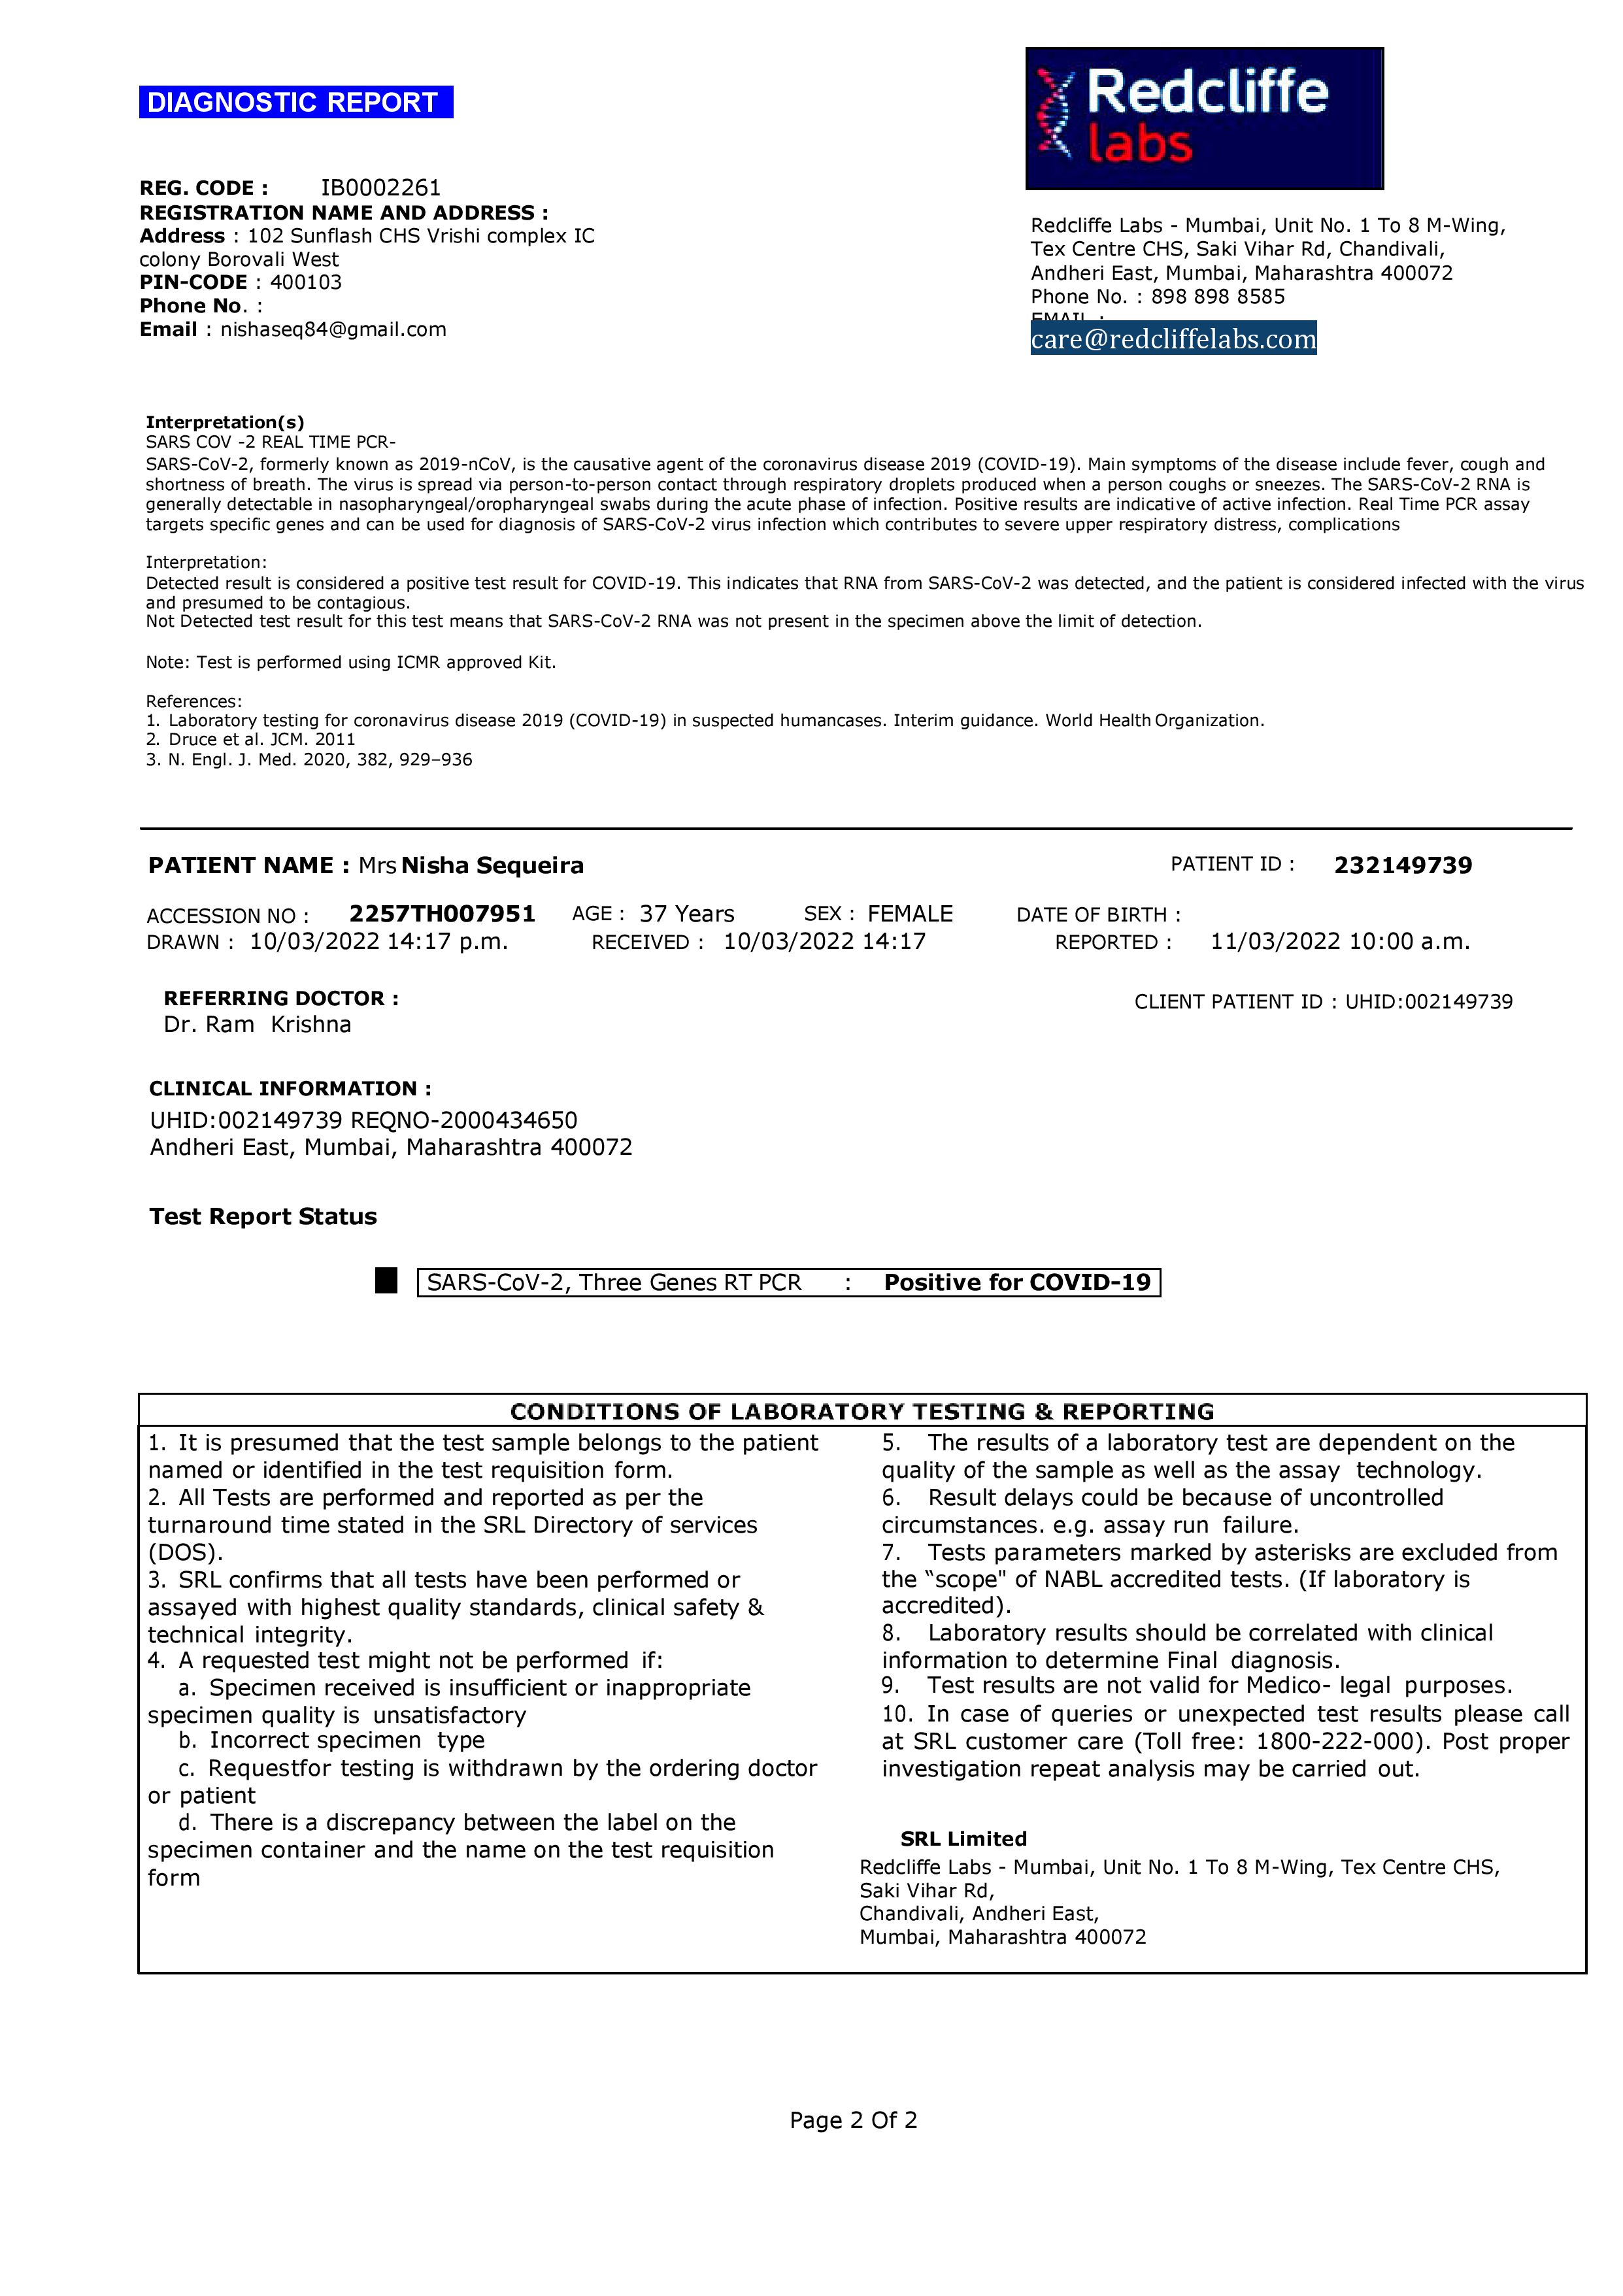 DIAGNOSTIC REPORT
Redcliffe
labs
REG. CODE : IB0002261
REGISTRATION NAME AND ADDRESS :
Address : 102 Sunflash CHS Vrishi complex IC
colony Borovali West
PIN-CODE : 400103
Phone No. :
Email : nishaseq84@gmail.com
Redcliffe Labs - Mumbai, Unit No. 1 To 8 M-Wing,
Tex Centre CHS, Saki Vihar Rd, Chandivali,
Andheri East, Mumbai, Maharashtra 400072
Phone No. : 898 898 8585
EMAIL :
care@redcliffelabs.com
Interpretation(s)
SARS COV -2 REAL TIME PCR-
SARS-CoV-2, formerly known as 2019-nCoV, is the causative agent of the coronavirus disease 2019 (COVID-19). Main symptoms of the disease include fever, cough and
shortness of breath. The virus is spread via person-to-person contact through respiratory droplets produced when a person coughs or sneezes. The SARS-CoV-2 RNA is
generally detectable in nasopharyngeal/oropharyngeal swabs during the acute phase of infection. Positive results are indicative of active infection. Real Time PCR assay
targets specific genes and can be used for diagnosis of SARS-CoV-2 virus infection which contributes to severe upper respiratory distress, complications
Interpretation:
Detected result is considered a positive test result for COVID-19. This indicates that RNA from SARS-CoV-2 was detected, and the patient is considered infected with the virus
and presumed to be contagious.
Not Detected test result for this test means that SARS-CoV-2 RNA was not present in the specimen above the limit of detection.
Note: Test is performed using ICMR approved Kit.
References:
1. Laboratory testing for coronavirus disease 2019 (COVID-19) in suspected humancases. Interim guidance. World Health Organization.
2. Druce et al. JCM. 2011
3. N. Engl. J. Med. 2020, 382, 929–936
PATIENT NAME : Mrs Nisha Sequeira PATIENT ID : 232149739
ACCESSION NO : 2257TH007951 AGE : 37 Years SEX : FEMALE DATE OF BIRTH :
DRAWN : 10/03/2022 14:17 p.m. RECEIVED : 10/03/2022 14:17 REPORTED : 11/03/2022 10:00 a.m.
REFERRING DOCTOR : CLIENT PATIENT ID : UHID:002149739
Dr. Ram Krishna
CLINICAL INFORMATION :
UHID:002149739 REQNO-2000434650
Andheri East, Mumbai, Maharashtra 400072
Test Report Status
SARS-CoV-2, Three Genes RT PCR : Positive for COVID-19
CONDITIONS OF LABORATORY TESTING & REPORTING
1. It is presumed that the test sample belongs to the patient
named or identified in the test requisition form.
2. All Tests are performed and reported as per the
turnaround time stated in the SRL Directory of services
(DOS).
3. SRL confirms that all tests have been performed or
assayed with highest quality standards, clinical safety &
technical integrity.
4. A requested test might not be performed if:
a. Specimen received is insufficient or inappropriate
specimen quality is unsatisfactory
b. Incorrect specimen type
c. Requestfor testing is withdrawn by the ordering doctor
or patient
d. There is a discrepancy between the label on the
specimen container and the name on the test requisition
form
5. The results of a laboratory test are dependent on the
quality of the sample as well as the assay technology.
6. Result delays could be because of uncontrolled
circumstances. e.g. assay run failure.
7. Tests parameters marked by asterisks are excluded from
the “scope" of NABL accredited tests. (If laboratory is
accredited).
8. Laboratory results should be correlated with clinical
information to determine Final diagnosis.
9. Test results are not valid for Medico- legal purposes.
10. In case of queries or unexpected test results please call
at SRL customer care (Toll free: 1800-222-000). Post proper
investigation repeat analysis may be carried out.
SRL Limited
Redcliffe Labs - Mumbai, Unit No. 1 To 8 M-Wing, Tex Centre CHS,
Saki Vihar Rd,
Chandivali, Andheri East,
Mumbai, Maharashtra 400072
Page 2 Of 2